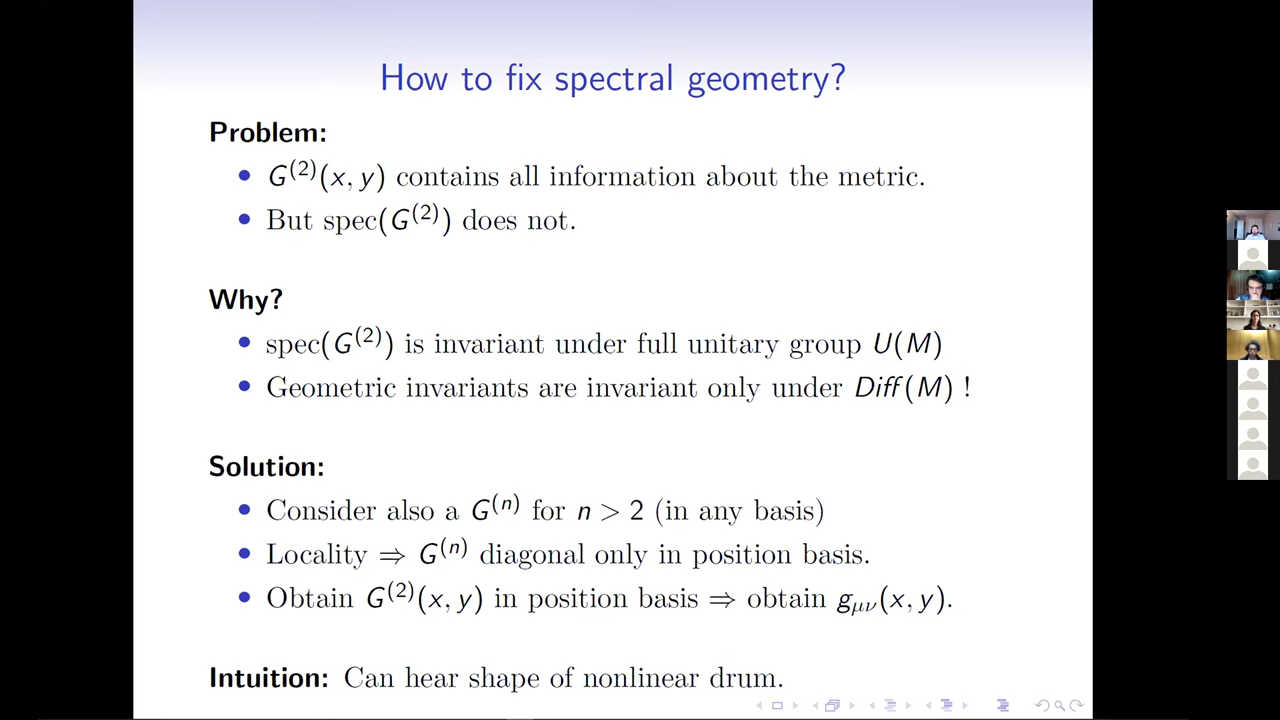 How to fix spectral geometry?
Problem:
• G⁽²⁾(x, y) contains all information about the metric.
• But spec(G⁽²⁾) does not.
Why?
• spec(G⁽²⁾) is invariant under full unitary group U(M)
• Geometric invariants are invariant only under Diff(M) !
Solution:
• Consider also a G⁽ⁿ⁾ for n > 2 (in any basis)
• Locality ⇒ G⁽ⁿ⁾ diagonal only in position basis.
• Obtain G⁽²⁾(x, y) in position basis ⇒ obtain g_μν(x, y).
Intuition: Can hear shape of nonlinear drum.